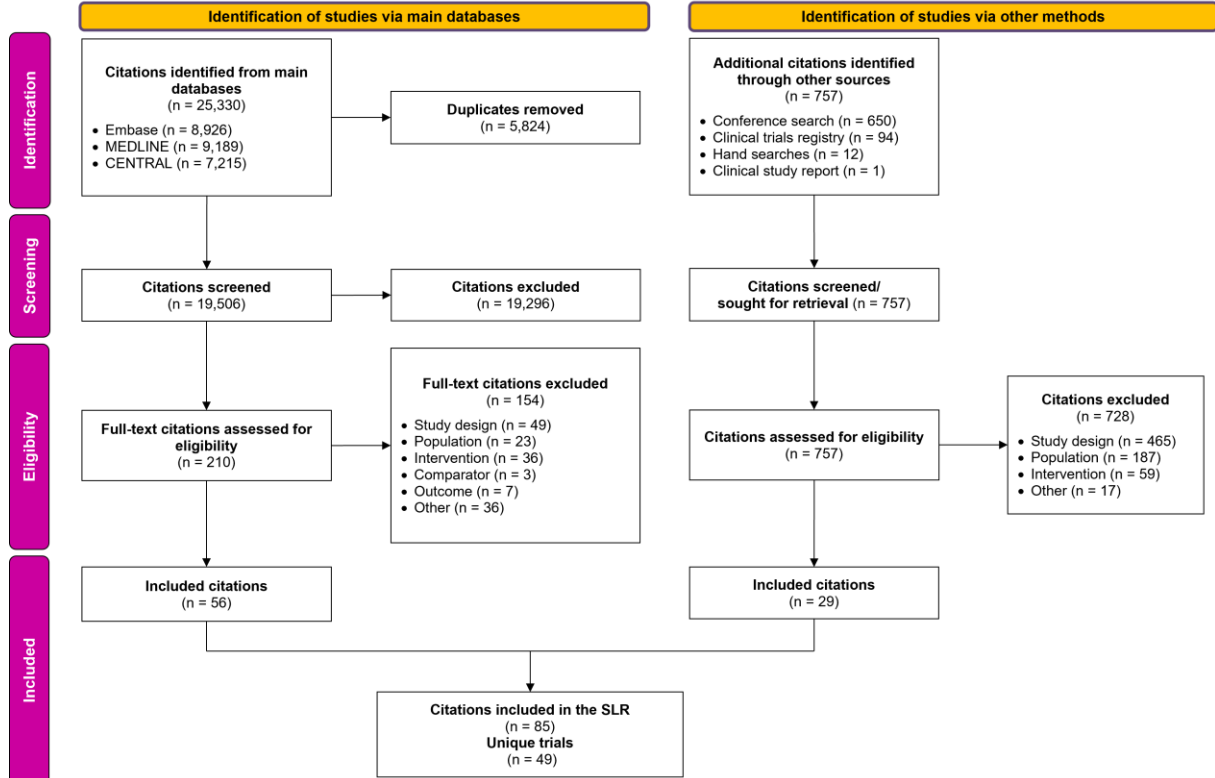 Identification of studies via main databases
Identification of studies via other methods
Identification
Citations identified from main
databases
(n = 25,330)
• Embase (n = 8,926)
• MEDLINE (n = 9,189)
• CENTRAL (n = 7,215)
Duplicates removed
(n = 5,824)
Additional citations identified
through other sources
(n = 757)
• Conference search (n = 650)
• Clinical trials registry (n = 94)
• Hand searches (n = 12)
• Clinical study report (n = 1)
Screening
Citations screened
(n = 19,506)
Citations excluded
(n = 19,296)
Citations screened/
sought for retrieval (n = 757)
Eligibility
Full-text citations assessed for
eligibility
(n = 210)
Full-text citations excluded
(n = 154)
• Study design (n = 49)
• Population (n = 23)
• Intervention (n = 36)
• Comparator (n = 3)
• Outcome (n = 7)
• Other (n = 36)
Citations assessed for eligibility
(n = 757)
Citations excluded
(n = 728)
• Study design (n = 465)
• Population (n = 187)
• Intervention (n = 59)
• Other (n = 17)
Included
Included citations
(n = 56)
Included citations
(n = 29)
Citations included in the SLR
(n = 85)
Unique trials
(n = 49)